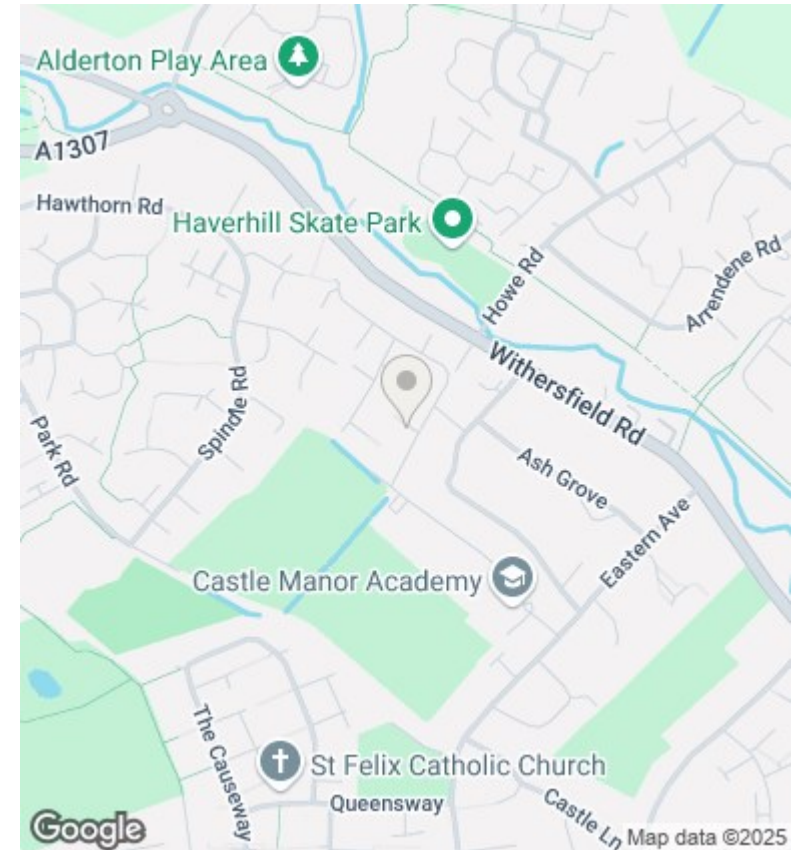 Alderton Play Area
A1307
Hawthorn Rd
Haverhill Skate Park
Howe Rd
Arrendene Rd
Withersfield Rd
Spindle Rd
Park Rd
Ash Grove
Eastern Ave
Castle Manor Academy
The Causeway
St Felix Catholic Church
Queensway
Castle Ln
Google
Map data ©2025